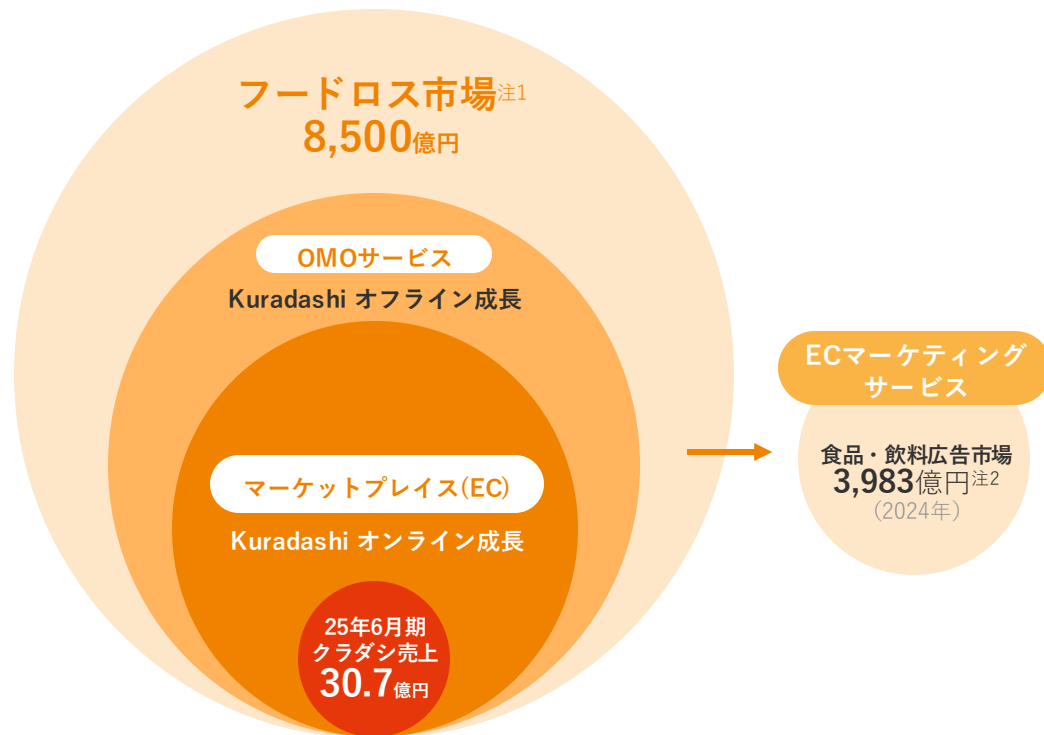 フードロス市場注1
8,500億円
OMOサービス
Kuradashi オフライン成長
マーケットプレイス(EC)
Kuradashi オンライン成長
25年6月期
クラダシ売上
30.7億円
ECマーケティング
サービス
食品・飲料広告市場
3,983億円注2
（2024年）